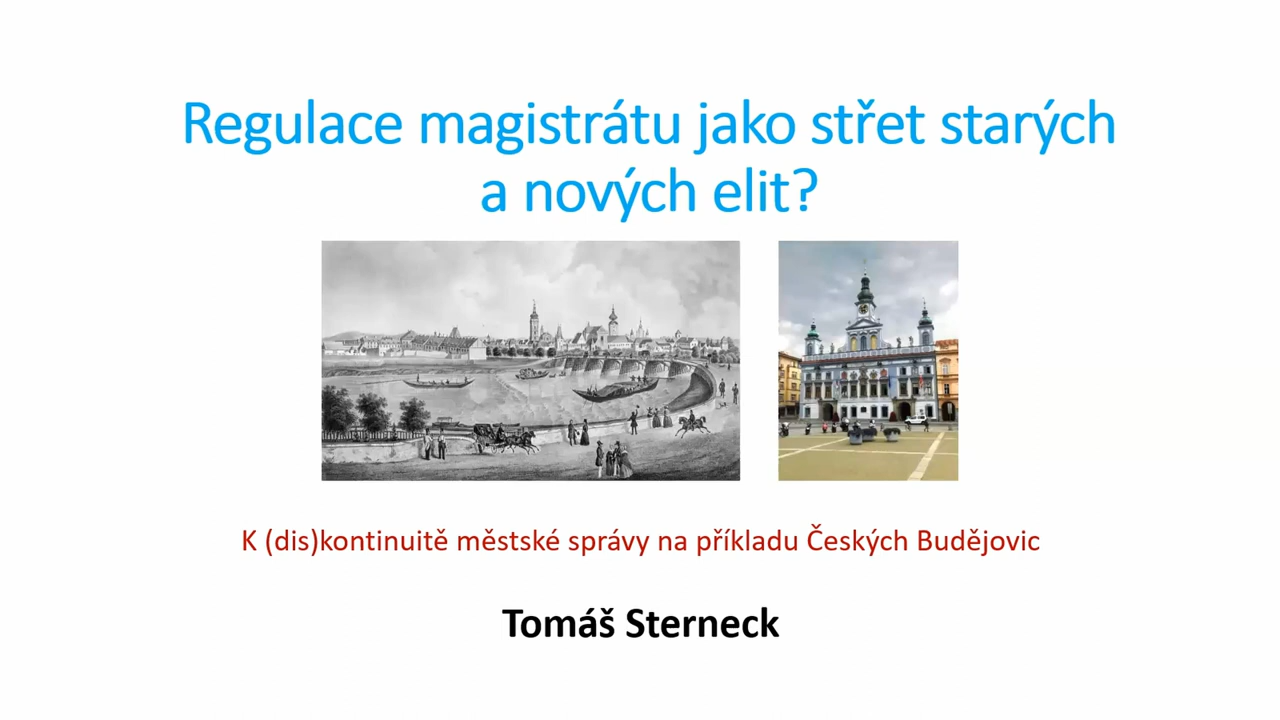 Regulace magistrátu jako střet starých
a nových elit?
K (dis)kontinuitě městské správy na příkladu Českých Budějovic
Tomáš Sterneck